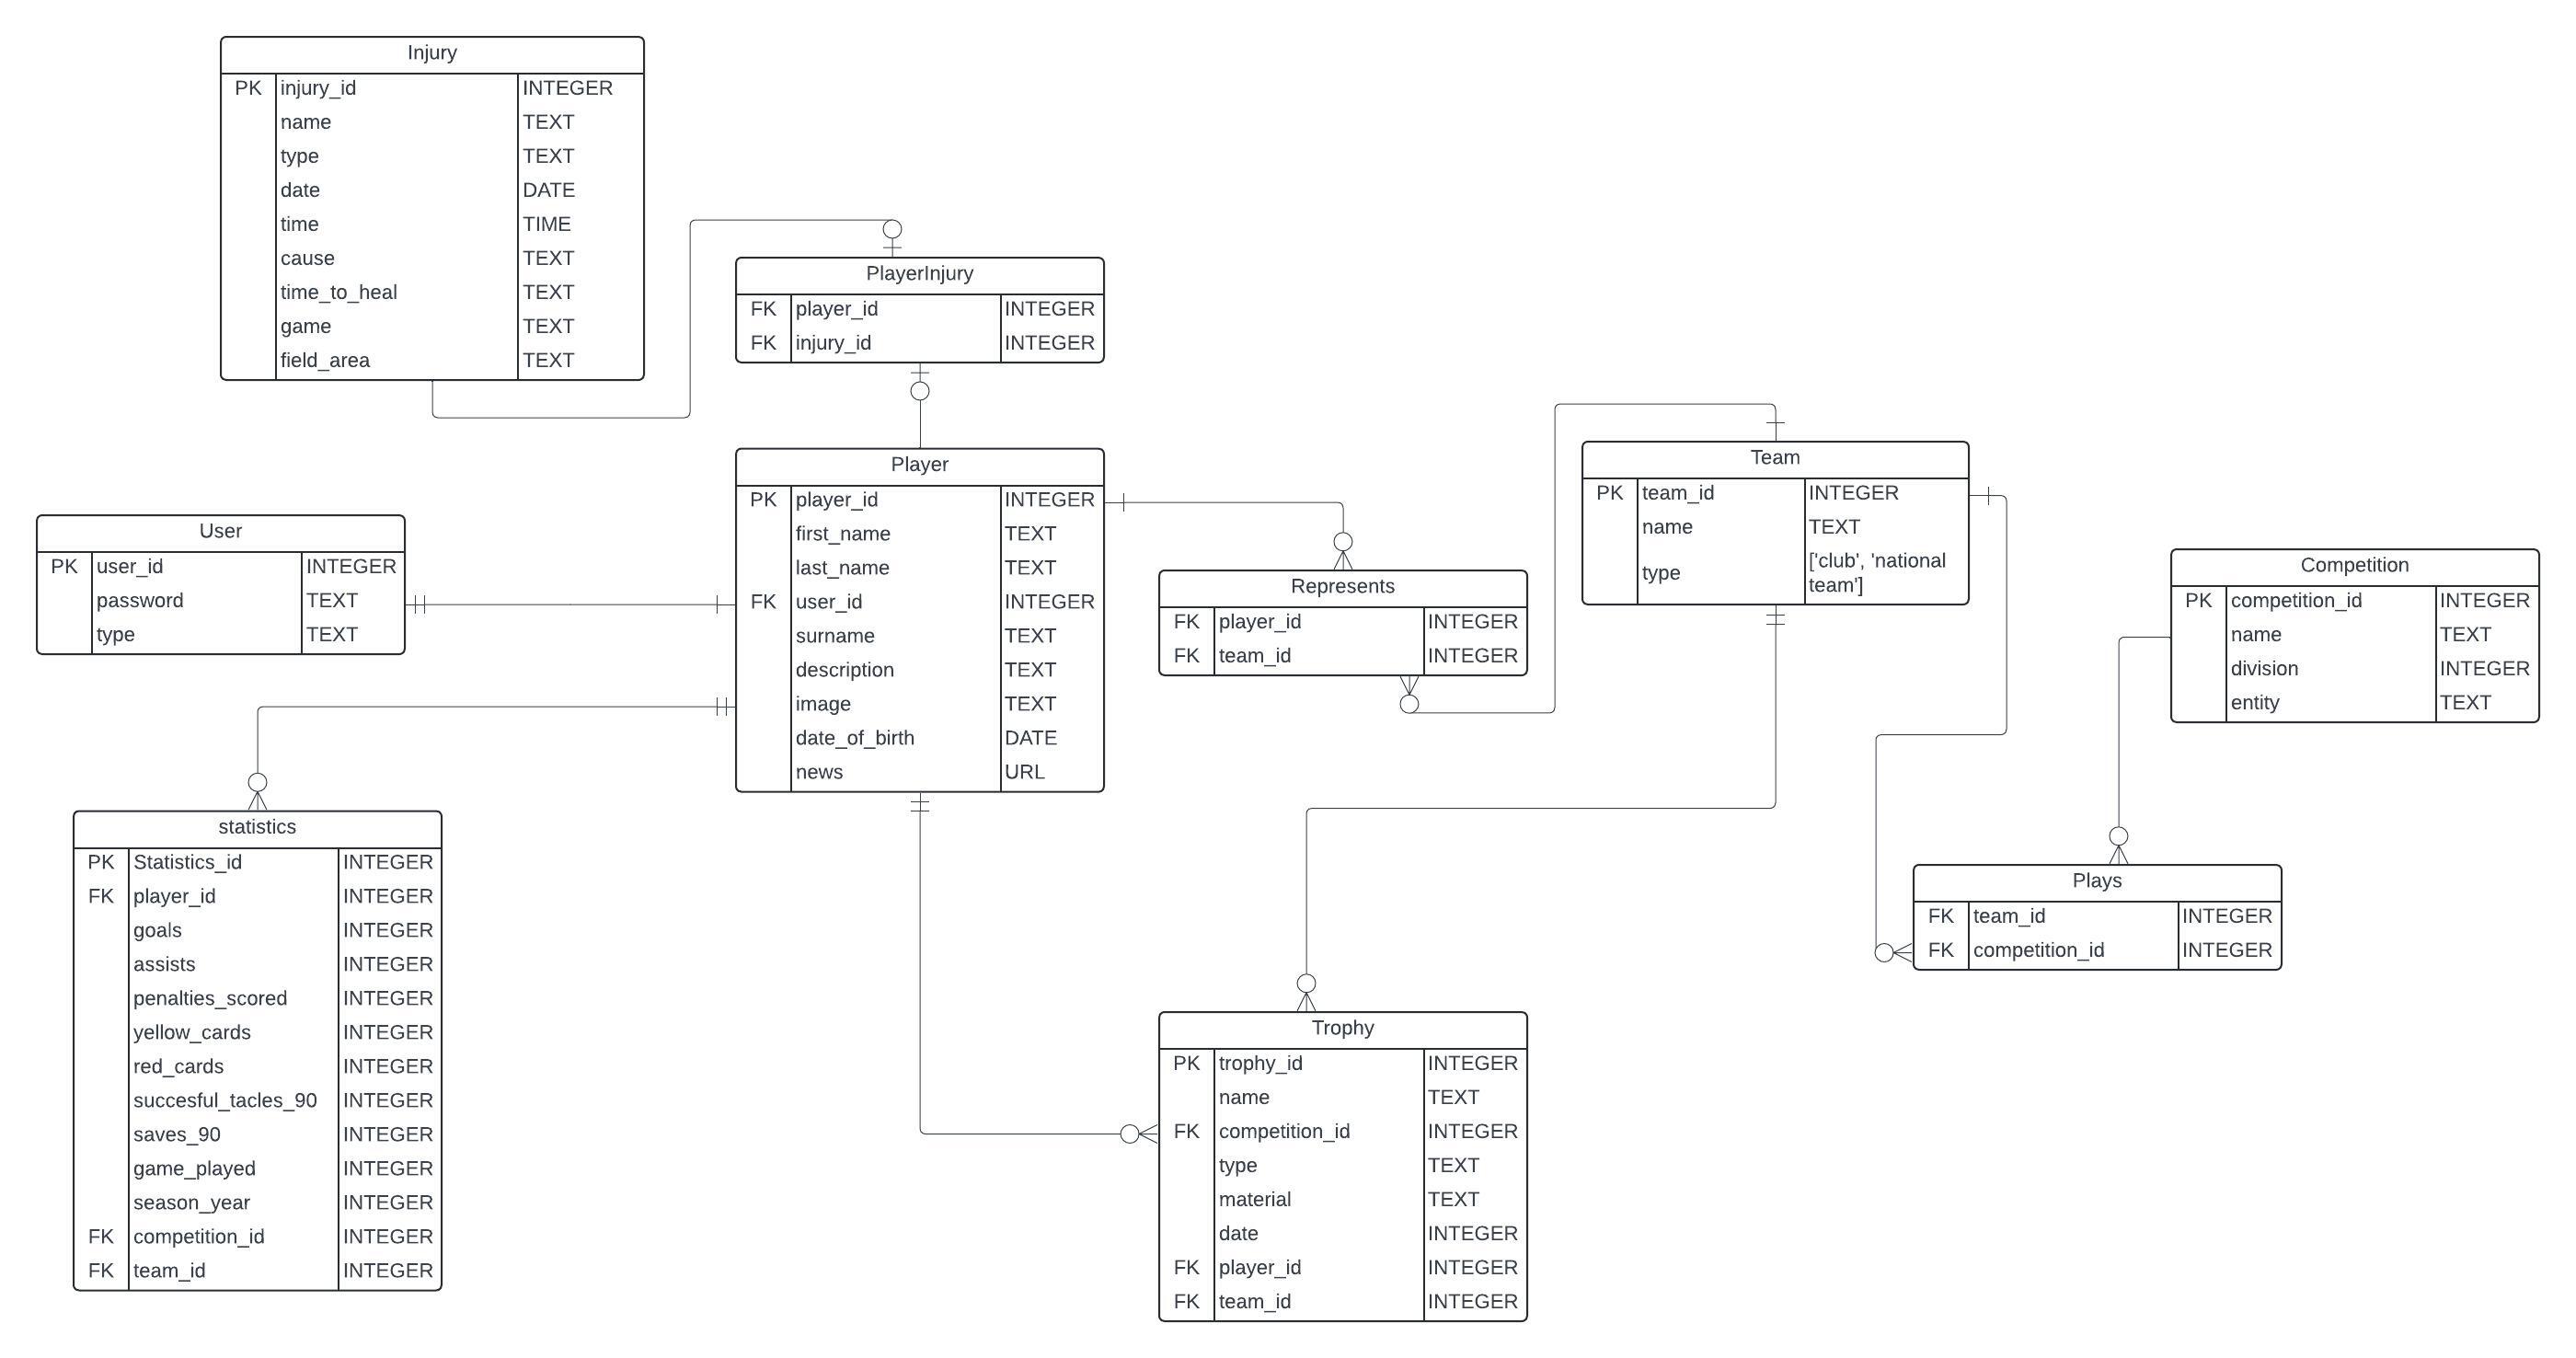 Injury
PK injury_id INTEGER
name TEXT
type TEXT
date DATE
time TIME
cause TEXT
time_to_heal TEXT
game TEXT
field_area TEXT
PlayerInjury
FK player_id INTEGER
FK injury_id INTEGER
Player
PK player_id INTEGER
first_name TEXT
last_name TEXT
FK user_id INTEGER
surname TEXT
description TEXT
image TEXT
date_of_birth DATE
news URL
User
PK user_id INTEGER
password TEXT
type TEXT
Represents
FK player_id INTEGER
FK team_id INTEGER
Team
PK team_id INTEGER
name TEXT
type ['club', 'national
team']
Competition
PK competition_id INTEGER
name TEXT
division INTEGER
entity TEXT
statistics
PK Statistics_id INTEGER
FK player_id INTEGER
goals INTEGER
assists INTEGER
penalties_scored INTEGER
yellow_cards INTEGER
red_cards INTEGER
succesful_tacles_90 INTEGER
saves_90 INTEGER
game_played INTEGER
season_year INTEGER
FK competition_id INTEGER
FK team_id INTEGER
Plays
FK team_id INTEGER
FK competition_id INTEGER
Trophy
PK trophy_id INTEGER
name TEXT
FK competition_id INTEGER
type TEXT
material TEXT
date INTEGER
FK player_id INTEGER
FK team_id INTEGER